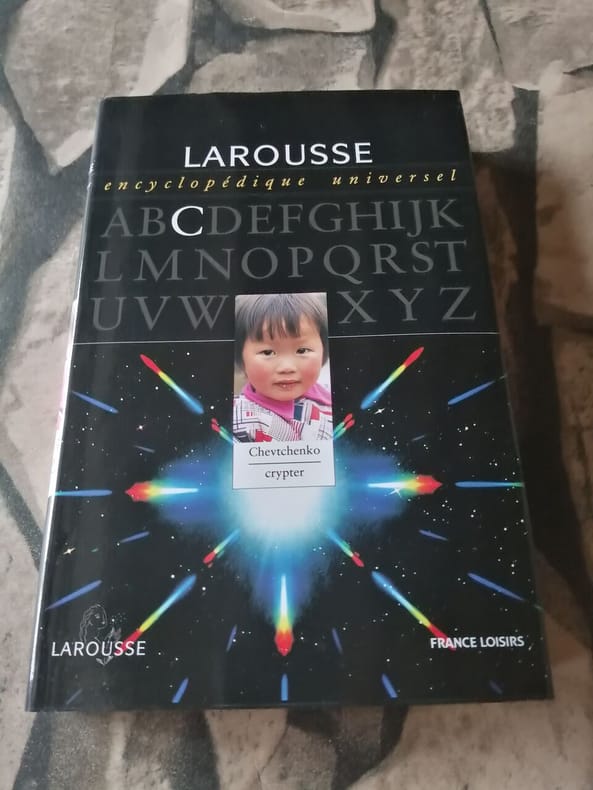 LAROUSSE
encyclopédique universel
ABCDEFGHIJK
LMNOPQRST
UVW XYZ
Chevtchenko
crypter
LAROUSSE
FRANCE LOISIRS